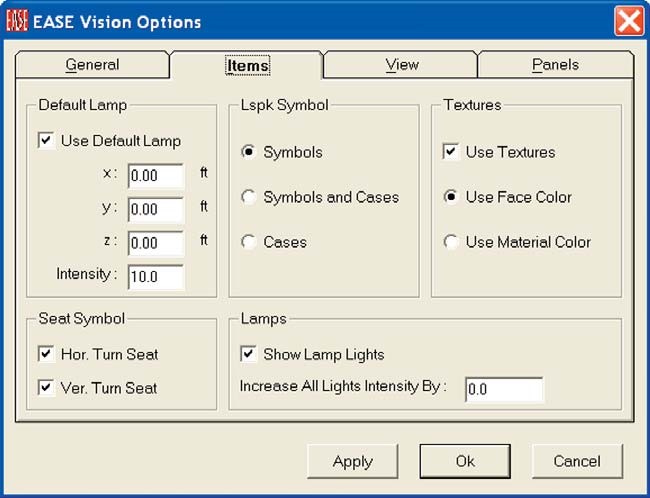 EASE EASE Vision Options
General Items View Panels
Default Lamp
Use Default Lamp
x: 0.00 ft
y: 0.00 ft
z: 0.00 ft
Intensity: 10.0
Lspk Symbol
Symbols
Symbols and Cases
Cases
Textures
Use Textures
Use Face Color
Use Material Color
Seat Symbol
Hor. Turn Seat
Ver. Turn Seat
Lamps
Show Lamp Lights
Increase All Lights Intensity By: 0.0
Apply Ok Cancel